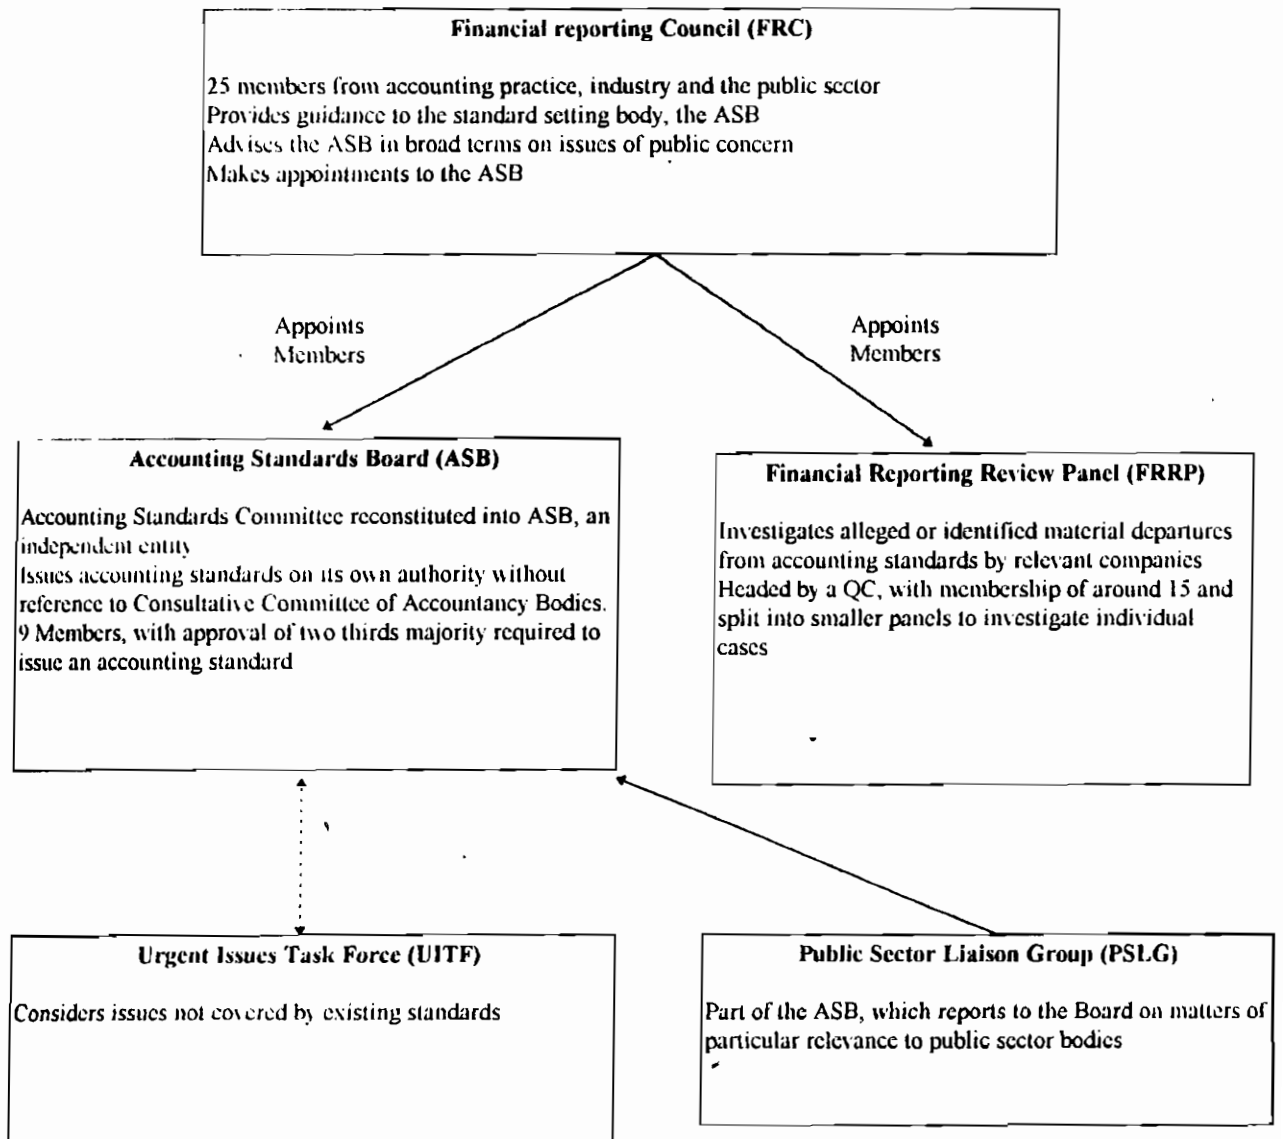 Financial reporting Council (FRC)
25 members from accounting practice, industry and the public sector
Provides guidance to the standard setting body, the ASB
Advises the ASB in broad terms on issues of public concern
Makes appointments to the ASB
Appoints
Members
Appoints
Members
Accounting Standards Board (ASB)
Accounting Standards Committee reconstituted into ASB, an
independent entity
Issues accounting standards on its own authority without
reference to Consultative Committee of Accountancy Bodies.
9 Members, with approval of two thirds majority required to
issue an accounting standard
Financial Reporting Review Panel (FRRP)
Investigates alleged or identified material departures
from accounting standards by relevant companies
Headed by a QC, with membership of around 15 and
split into smaller panels to investigate individual
cases
Urgent Issues Task Force (UITF)
Considers issues not covered by existing standards
Public Sector Liaison Group (PSLG)
Part of the ASB, which reports to the Board on matters of
particular relevance to public sector bodies